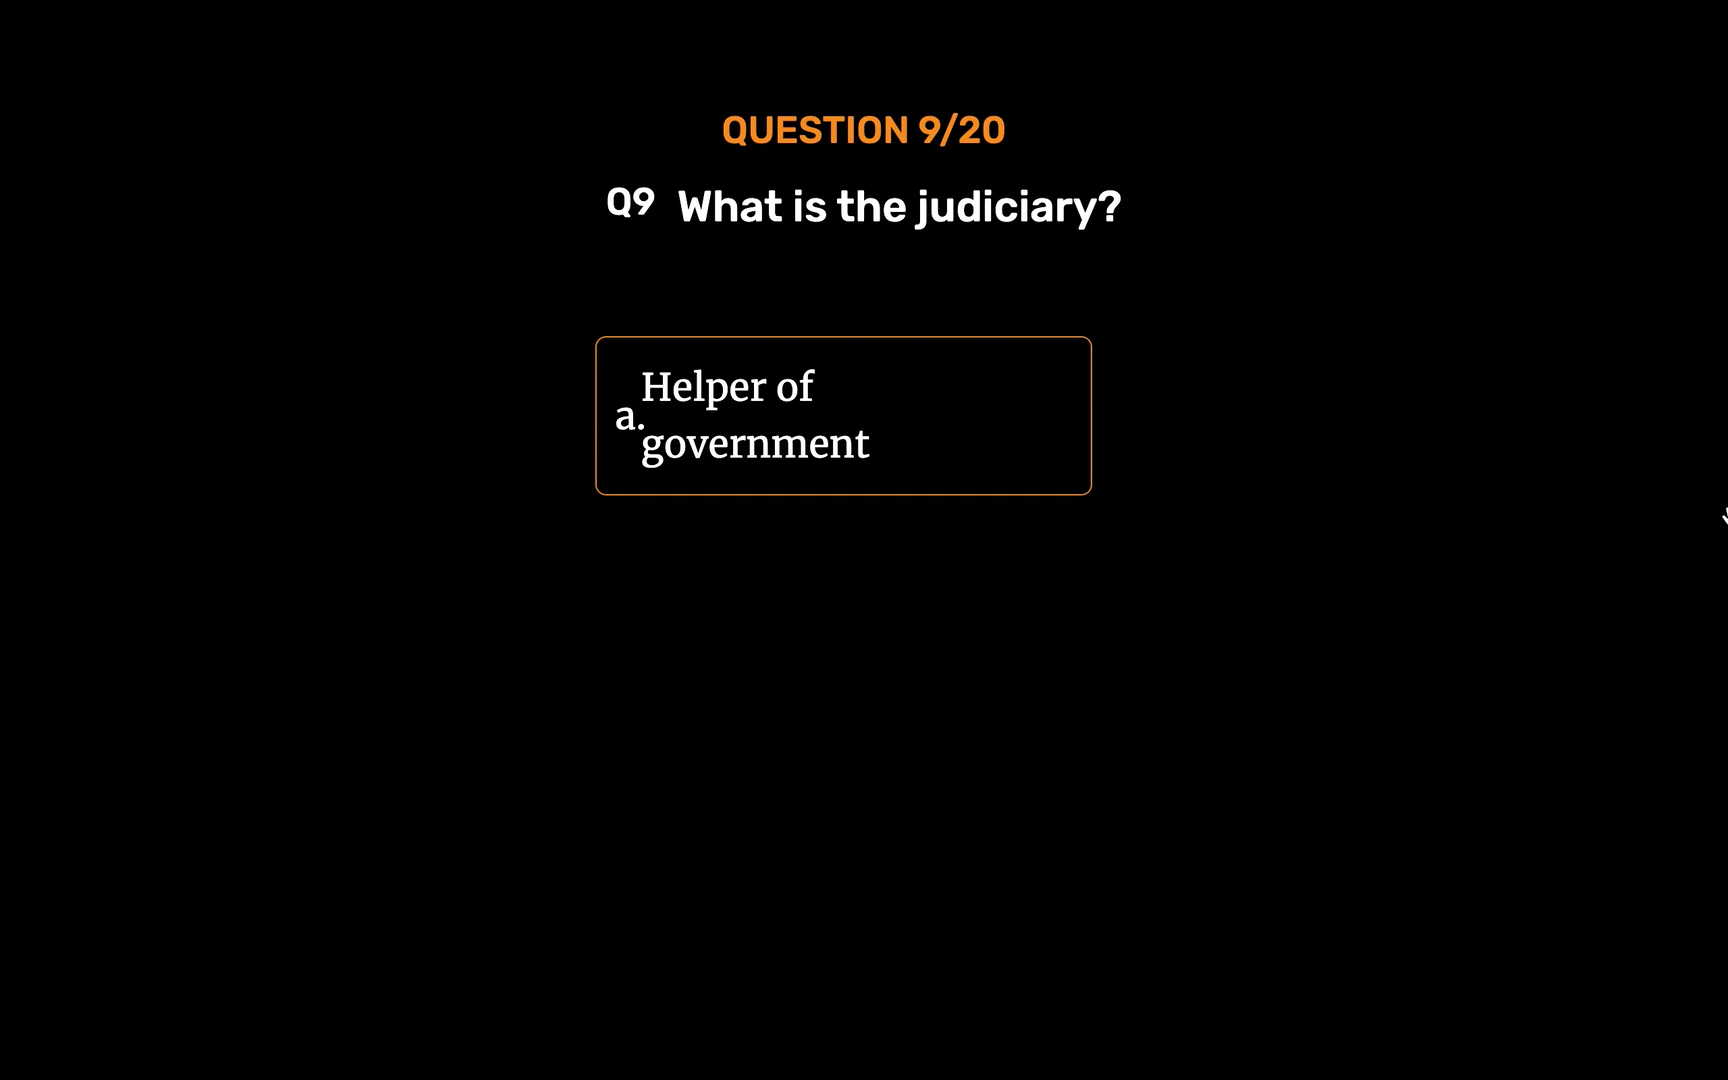 QUESTION 9/20
Q9 What is the judiciary?
a. Helper of
government